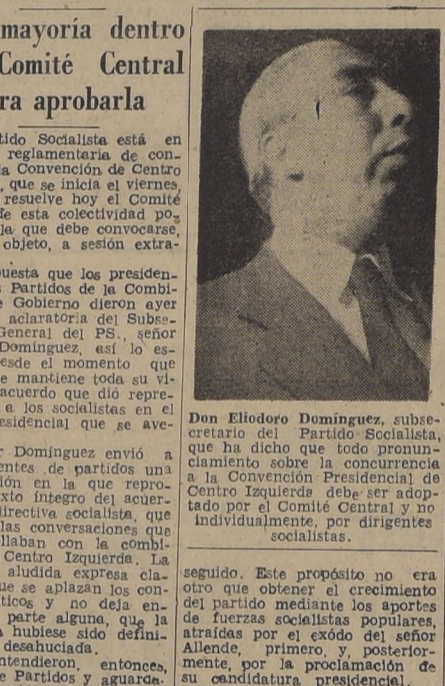 mayoría dentro
Comité Central
ra aprobarla
tido Socialista está en
reglamentaria de con-
la Convención de Centro
, que se inicia el viernes,
resuelve hoy el Comité
de esta colectividad po-
la que debe convocarse,
objeto, a sesión extra-
puesta que los presiden-
Partidos de la Combi-
e Gobierno dieron ayer
aclaratoria del Subse-
General del PS., señor
Domínguez, así lo es-
esde el momento que
e mantiene toda su vi-
acuerdo que dió repre-
a los socialistas en el
esidencial que se ave-
r Domínguez envió a
entes de partidos una
ión en la que repro-
xto íntegro del acuer-
directiva socialista, que
las conversaciones que
llaban con la combi-
Centro Izquierda. La
aludida expresa cla-
ue se aplazan los con-
ticos y no deja en-
parte alguna, que la
hubiese sido defini-
desahuciada.
ntendieron, entonces,
e Partidos y aguarda-
Don Eliodoro Domínguez, subse-
cretario del Partido Socialista,
que ha dicho que todo pronun-
ciamiento sobre la concurrencia
a la Convención Presidencial de
Centro Izquierda debe ser adop-
tado por el Comité Central y no
individualmente, por dirigentes
socialistas.
seguido. Este propósito no era
otro que obtener el crecimiento
del partido mediante los aportes
de fuerzas socialistas populares,
atraídas por el exódo del señor
Allende, primero, y, posterior-
mente, por la proclamación de
su candidatura presidencial.